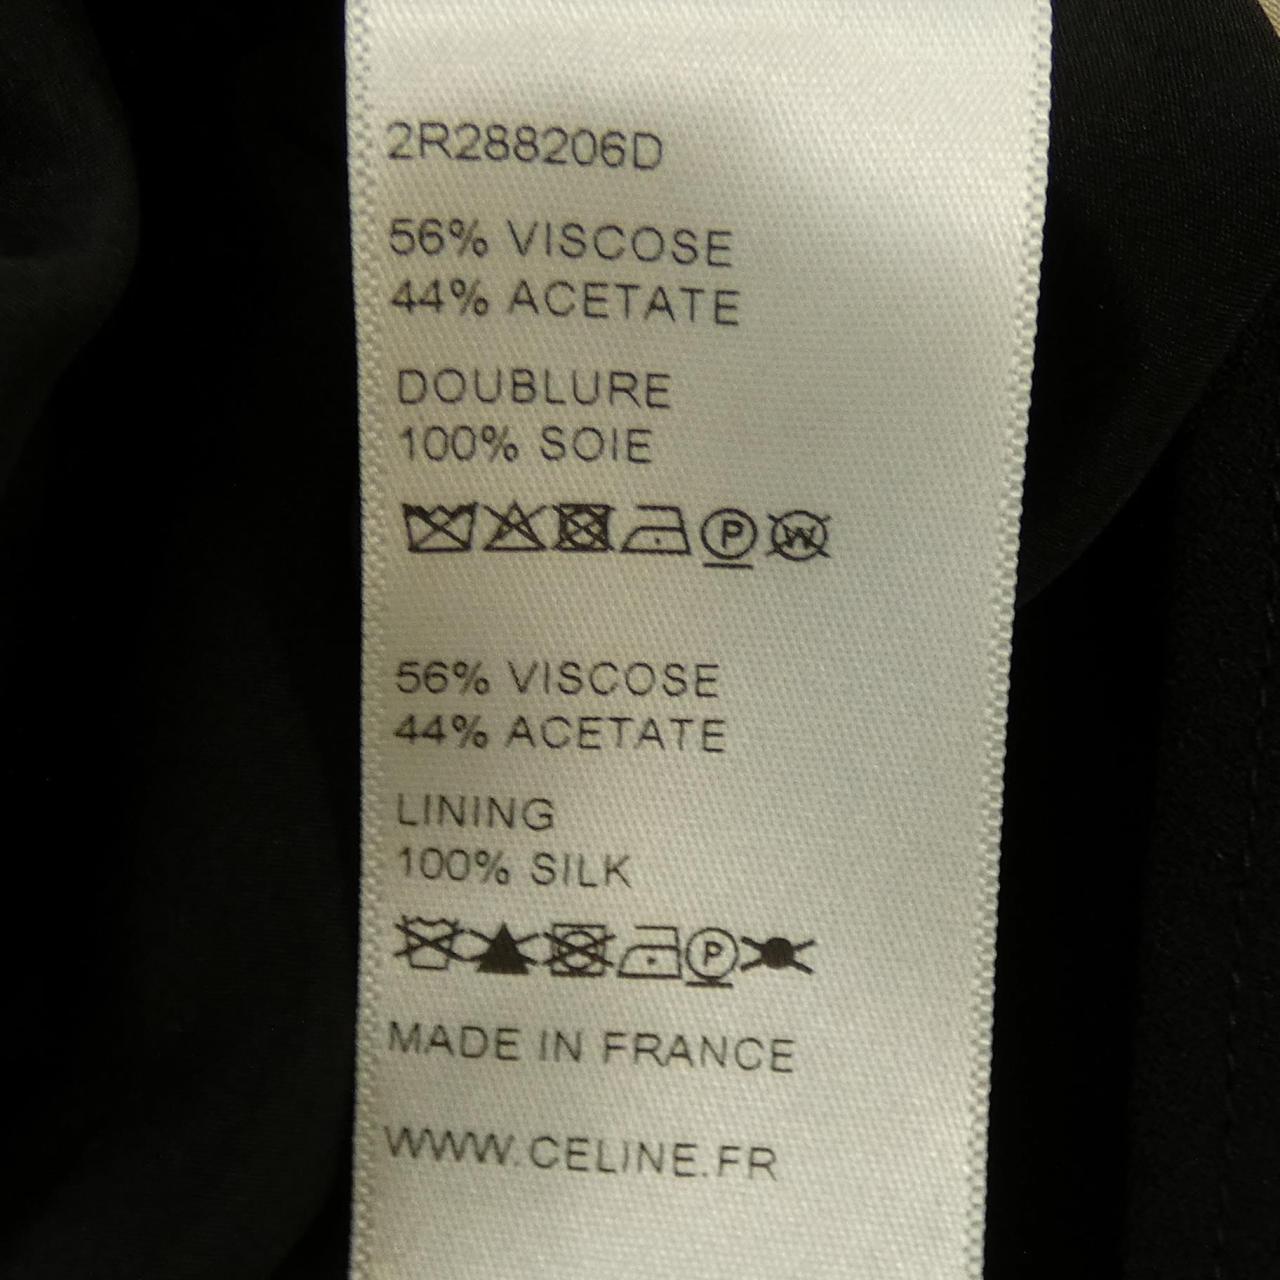 2R288206D
56% VISCOSE
44% ACETATE
DOUBLURE
100% SOIE
P W
56% VISCOSE
44% ACETATE
LINING
100% SILK
P
MADE IN FRANCE
WWW.CELINE.FR